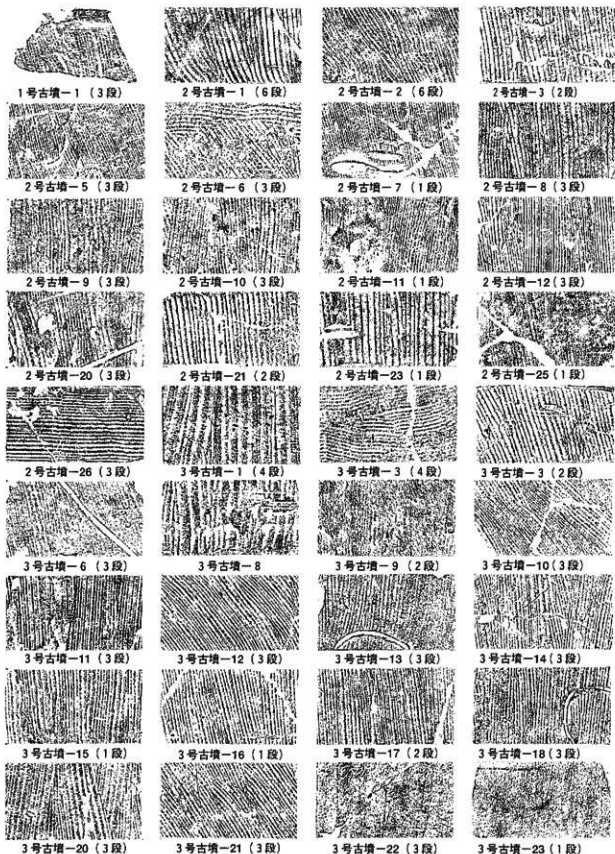 1号古墳－1 (3段)
2号古墳－1 (6段)
2号古墳－2 (6段)
2号古墳－3 (2段)
2号古墳－5 (3段)
2号古墳－6 (3段)
2号古墳－7 (1段)
2号古墳－8 (3段)
2号古墳－9 (3段)
2号古墳－10 (3段)
2号古墳－11 (1段)
2号古墳－12 (3段)
2号古墳－20 (3段)
2号古墳－21 (2段)
2号古墳－23 (1段)
2号古墳－25 (1段)
2号古墳－26 (3段)
3号古墳－1 (4段)
3号古墳－3 (4段)
3号古墳－3 (2段)
3号古墳－6 (3段)
3号古墳－8
3号古墳－9 (2段)
3号古墳－10 (3段)
3号古墳－11 (3段)
3号古墳－12 (3段)
3号古墳－13 (3段)
3号古墳－14 (3段)
3号古墳－15 (1段)
3号古墳－16 (1段)
3号古墳－17 (2段)
3号古墳－18 (3段)
3号古墳－20 (3段)
3号古墳－21 (3段)
3号古墳－22 (3段)
3号古墳－23 (1段)